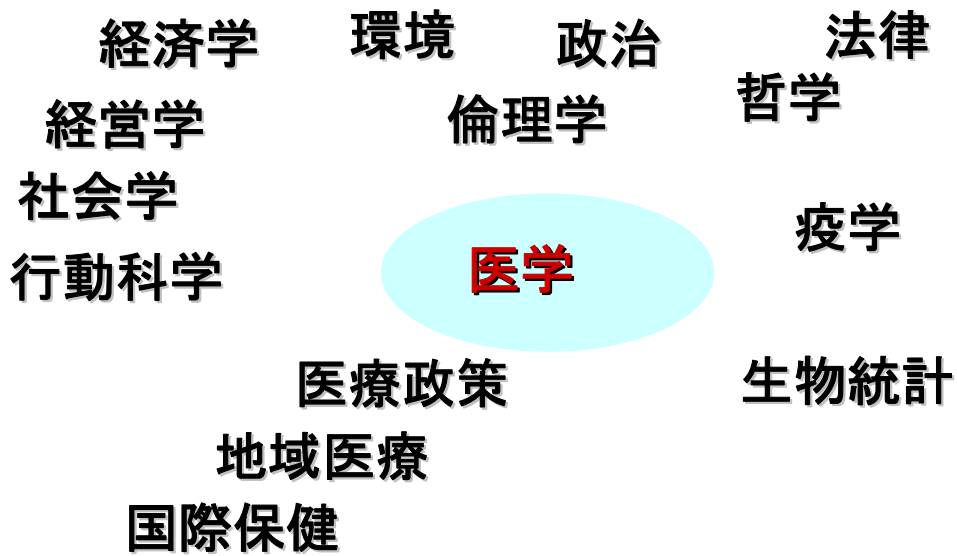 経済学
環境
政治
法律
経営学
倫理学
哲学
社会学
疫学
行動科学
医学
医療政策
生物統計
地域医療
国際保健